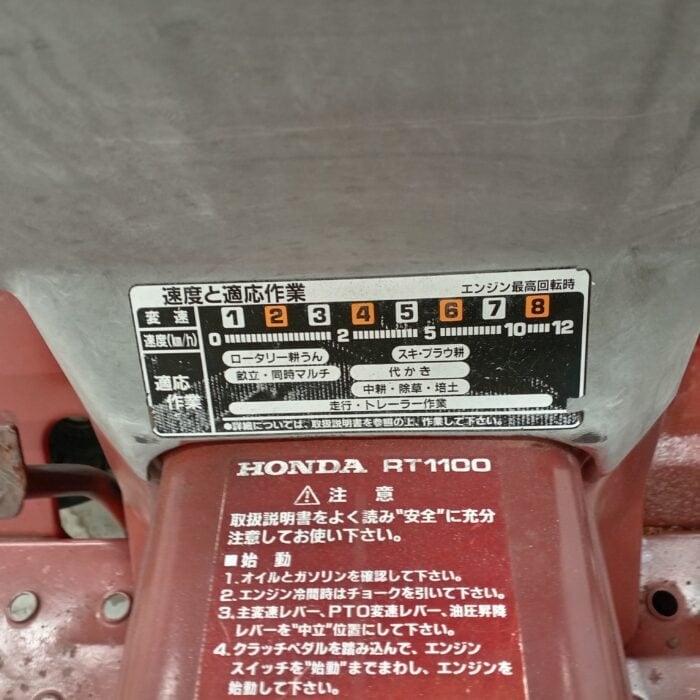 速度と適応作業 エンジン最高回転時
変速 1 2 3 4 5 6 7 8
速度(km/h) 0 2 5 10 12
適応作業 ロータリー耕うん スキ・プラウ耕
畝立・同時マルチ 代かき
中耕・除草・培土
走行・トレーラー作業
●詳細については、取扱説明書を参照の上、作業して下さい。
HONDA RT1100
⚠注意
取扱説明書をよく読み"安全"に充分
注意してお使い下さい。
■始動
1.オイルとガソリンを確認して下さい。
2.エンジン冷間時はチョークを引いて下さい。
3.主変速レバー、PTO変速レバー、油圧昇降
レバーを"中立"位置にして下さい。
4.クラッチペダルを踏み込んで、エンジン
スイッチを"始動"までまわし、エンジンを
始動して下さい。